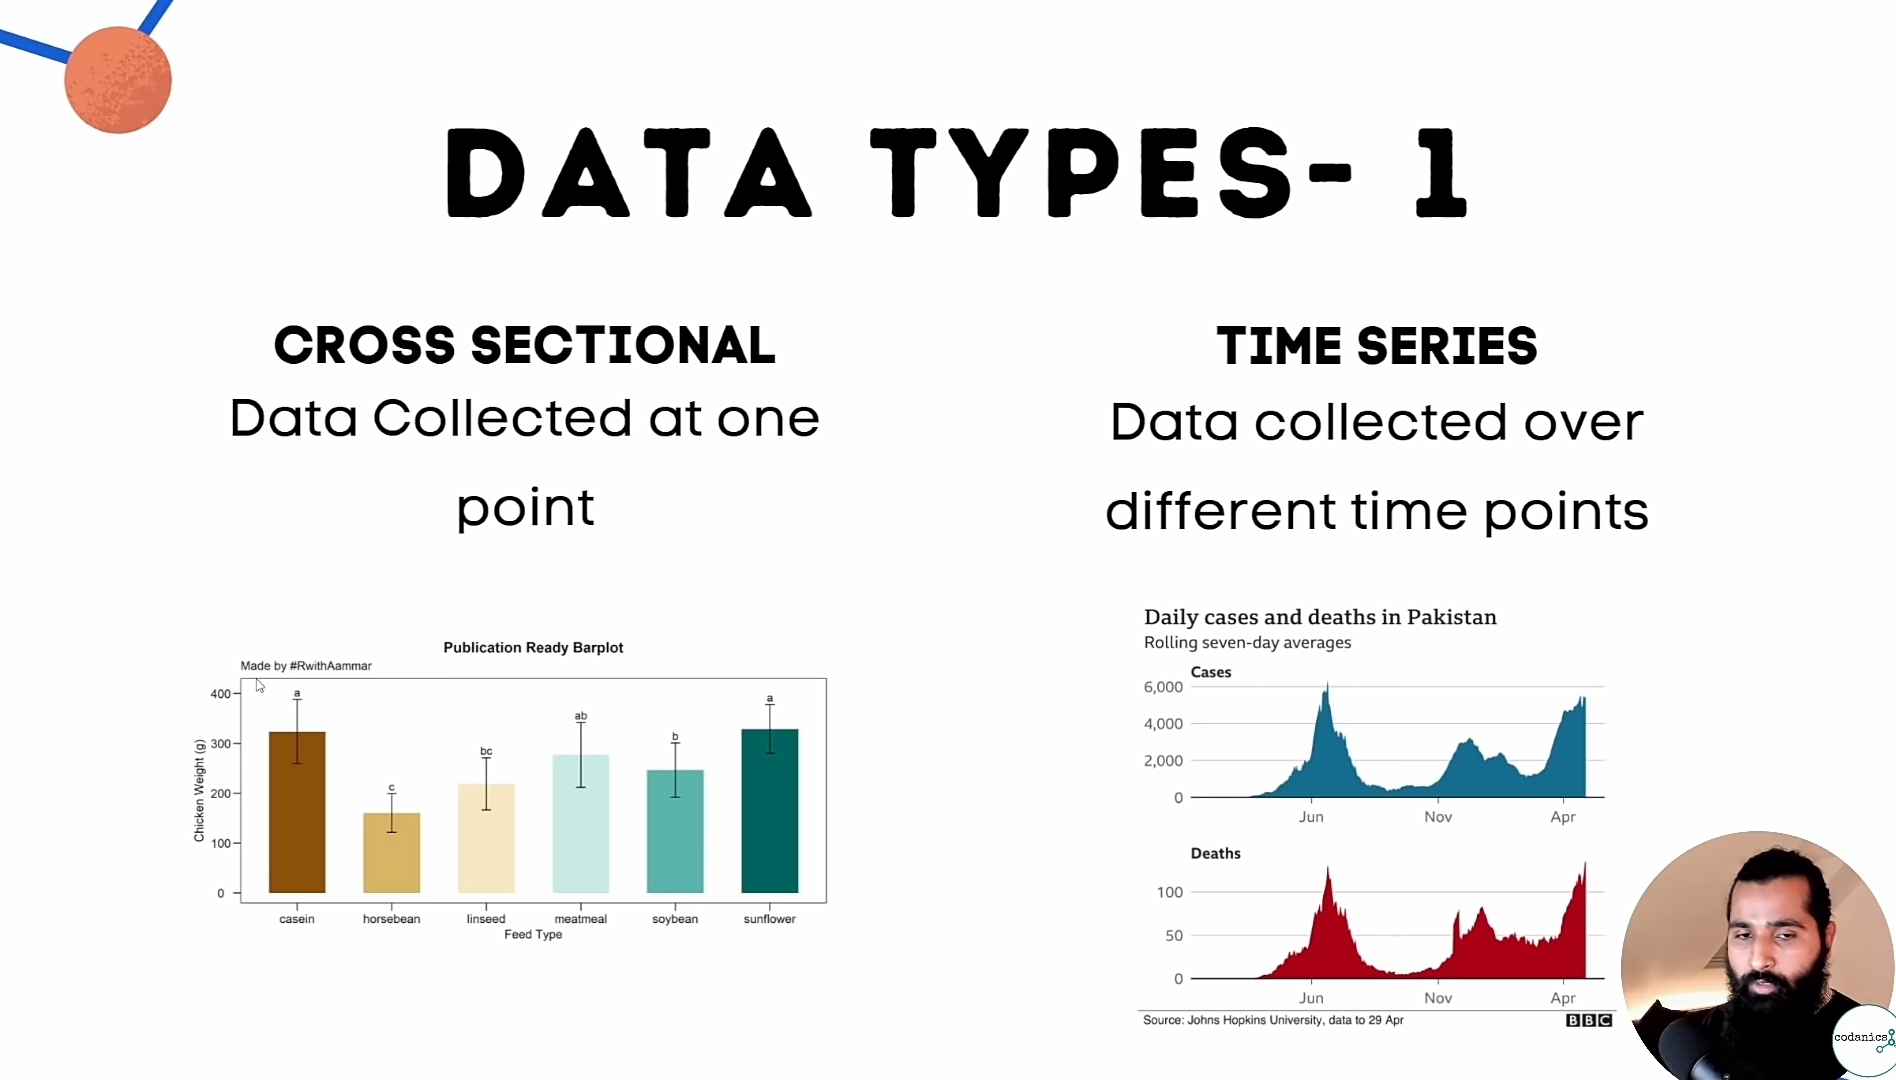 DATA TYPES- 1
CROSS SECTIONAL
Data Collected at one
point
TIME SERIES
Data collected over
different time points
Publication Ready Barplot
Made by #RwithAammar
Chicken Weight (g)
400
300
200
100
0
a
c
bc
ab
b
a
casein
horsebean
linseed
meatmeal
soybean
sunflower
Feed Type
Daily cases and deaths in Pakistan
Rolling seven-day averages
Cases
6,000
4,000
2,000
0
Jun
Nov
Apr
Deaths
100
50
0
Jun
Nov
Apr
Source: Johns Hopkins University, data to 29 Apr
BBC
codanics